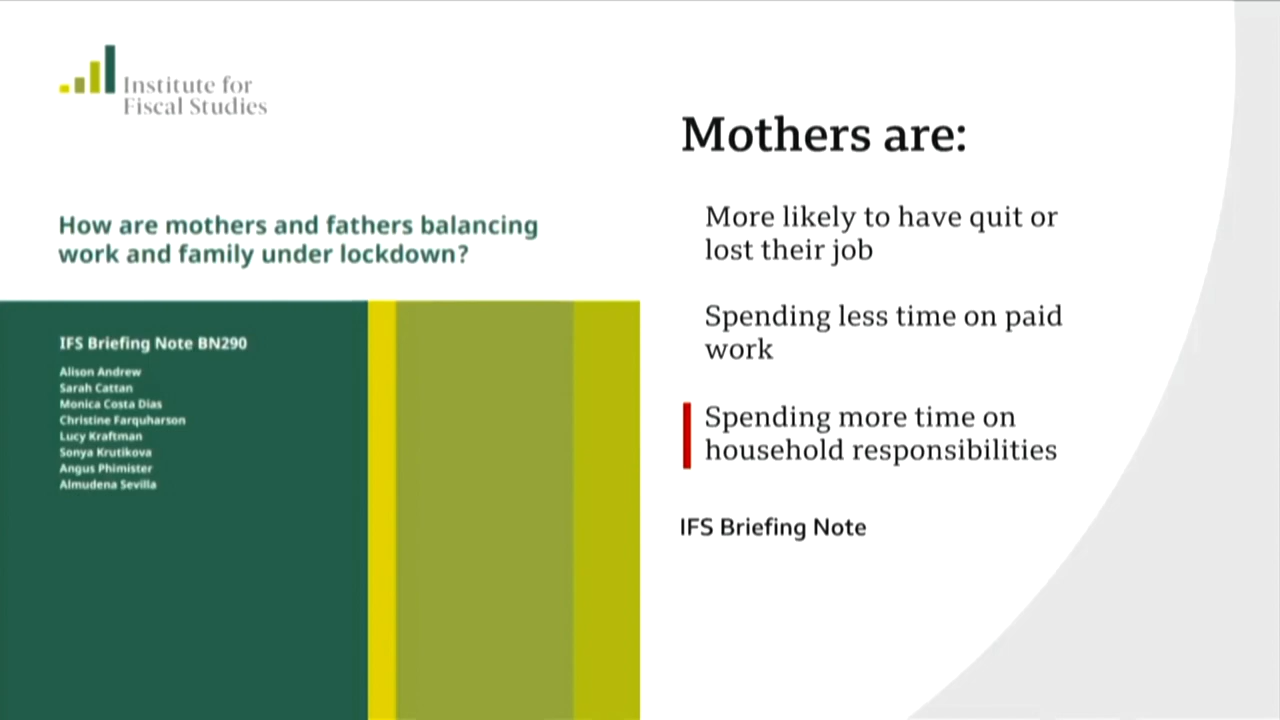 Institute for
Fiscal Studies
How are mothers and fathers balancing
work and family under lockdown?
IFS Briefing Note BN290
Alison Andrew
Sarah Cattan
Monica Costa Dias
Christine Farquharson
Lucy Kraftman
Sonya Krutikova
Angus Phimister
Almudena Sevilla
Mothers are:
More likely to have quit or
lost their job
Spending less time on paid
work
Spending more time on
household responsibilities
IFS Briefing Note